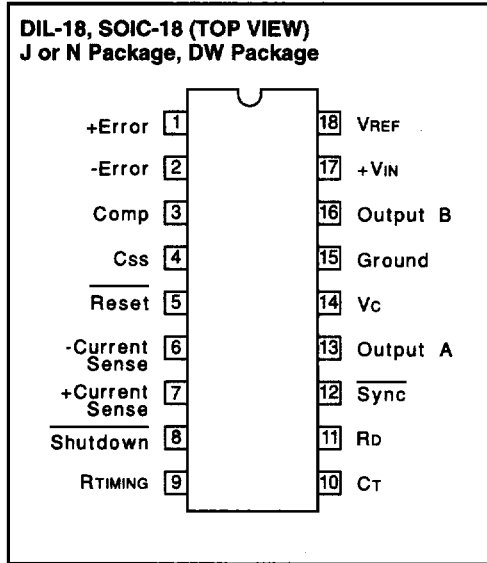 DIL-18, SOIC-18 (TOP VIEW)
J or N Package, DW Package
+Error 1
18 VREF
-Error 2
17 +VIN
Comp 3
16 Output B
Css 4
15 Ground
Reset 5
14 Vc
-Current
Sense 6
13 Output A
+Current
Sense 7
12 Sync
Shutdown 8
11 RD
RTIMING 9
10 CT